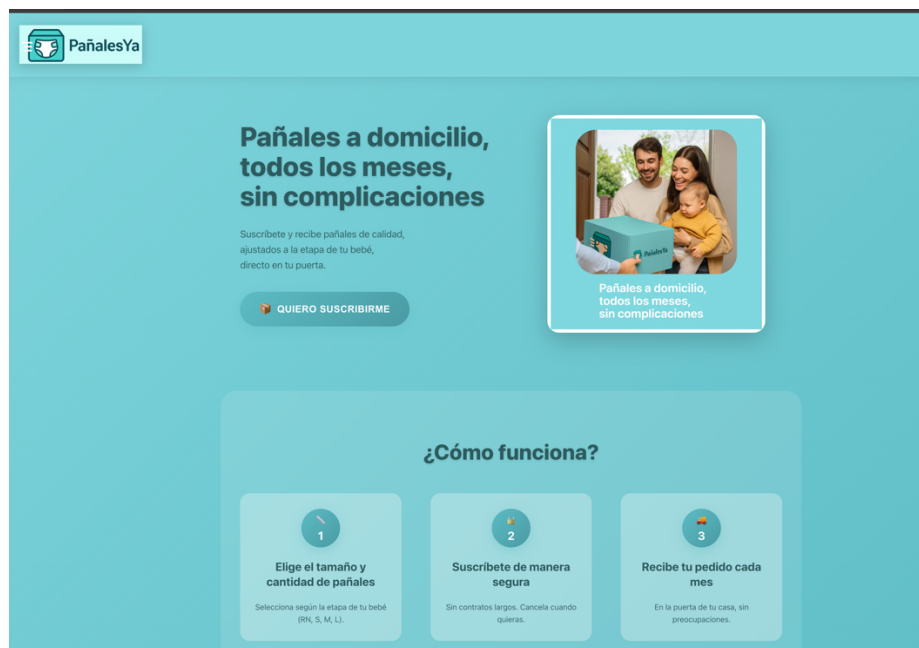 PañalesYa
Pañales a domicilio,
todos los meses,
sin complicaciones
Suscríbete y recibe pañales de calidad,
ajustados a la etapa de tu bebé,
directo en tu puerta.
QUIERO SUSCRIBIRME
PañalesYa
Pañales a domicilio,
todos los meses,
sin complicaciones
¿Cómo funciona?
1
Elige el tamaño y
cantidad de pañales
Selecciona según la etapa de tu bebé
(RN, S, M, L).
2
Suscríbete de manera
segura
Sin contratos largos. Cancela cuando
quieras.
3
Recibe tu pedido cada
mes
En la puerta de tu casa, sin
preocupaciones.